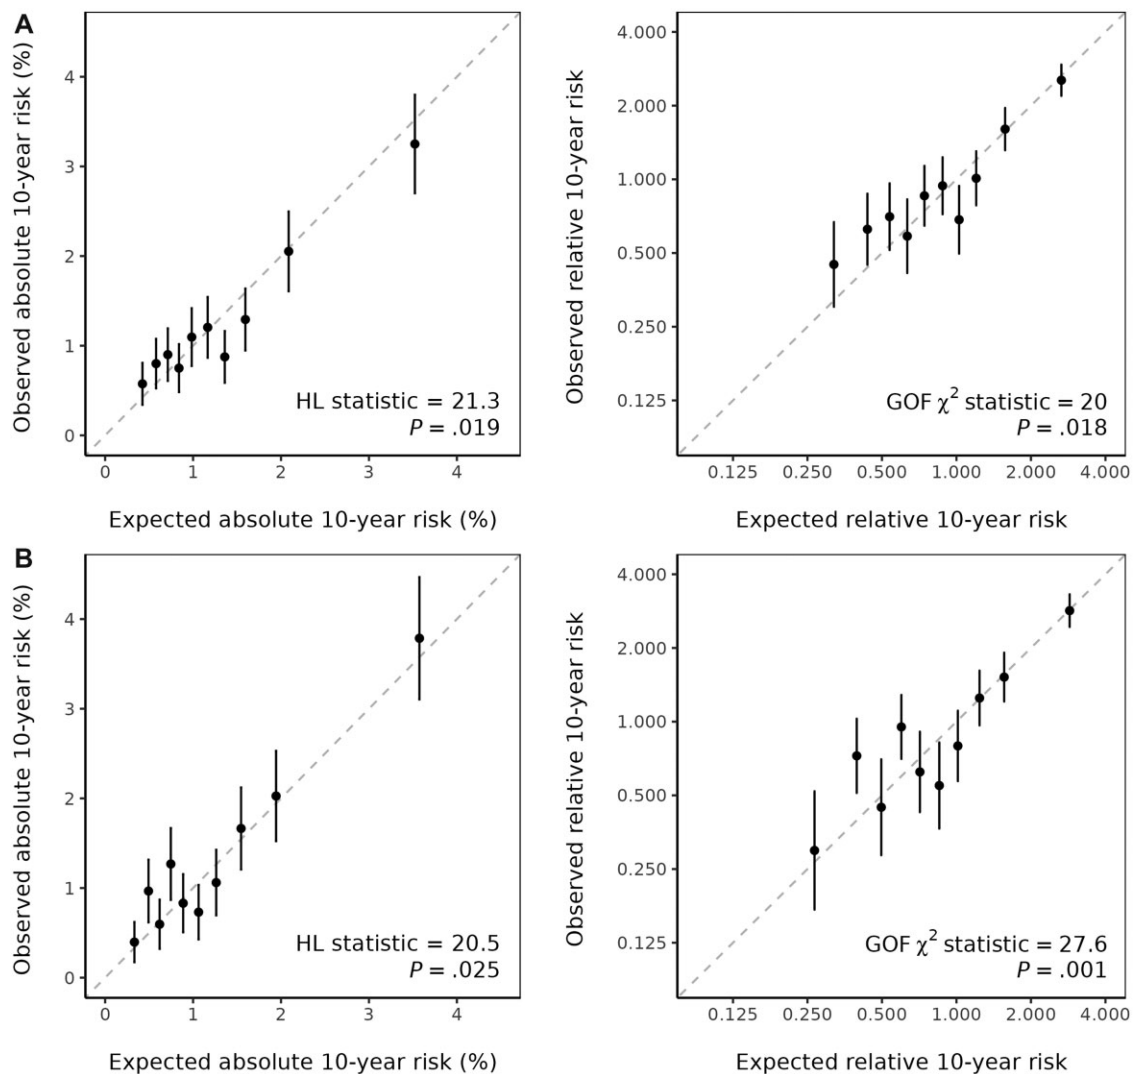 A
Observed absolute 10-year risk (%)
4
3
2
1
0
HL statistic = 21.3
P = .019
0 1 2 3 4
Expected absolute 10-year risk (%)
Observed relative 10-year risk
4.000
2.000
1.000
0.500
0.250
0.125
GOF χ² statistic = 20
P = .018
0.125 0.250 0.500 1.000 2.000 4.000
Expected relative 10-year risk
B
Observed absolute 10-year risk (%)
4
3
2
1
0
HL statistic = 20.5
P = .025
0 1 2 3 4
Expected absolute 10-year risk (%)
Observed relative 10-year risk
4.000
2.000
1.000
0.500
0.250
0.125
GOF χ² statistic = 27.6
P = .001
0.125 0.250 0.500 1.000 2.000 4.000
Expected relative 10-year risk